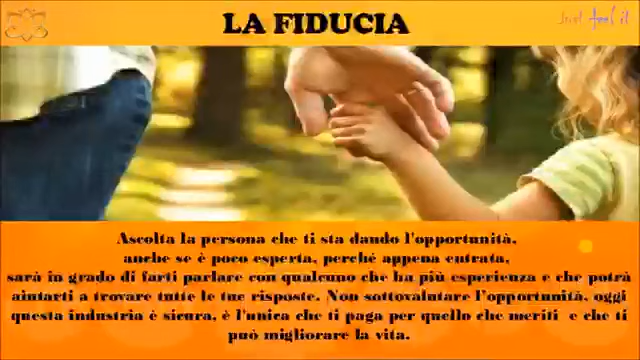 LA FIDUCIA
Just feel it
Ascolta la persona che ti sta dando l'opportunità,
anche se è poco esperta, perché appena entrata,
sarà in grado di farti parlare con qualcuno che ha più esperienza e che potrà
aiutarti a trovare tutte le tue risposte. Non sottovalutare l'opportunità, oggi
questa industria è sicura, è l'unica che ti paga per quello che meriti e che ti
può migliorare la vita.